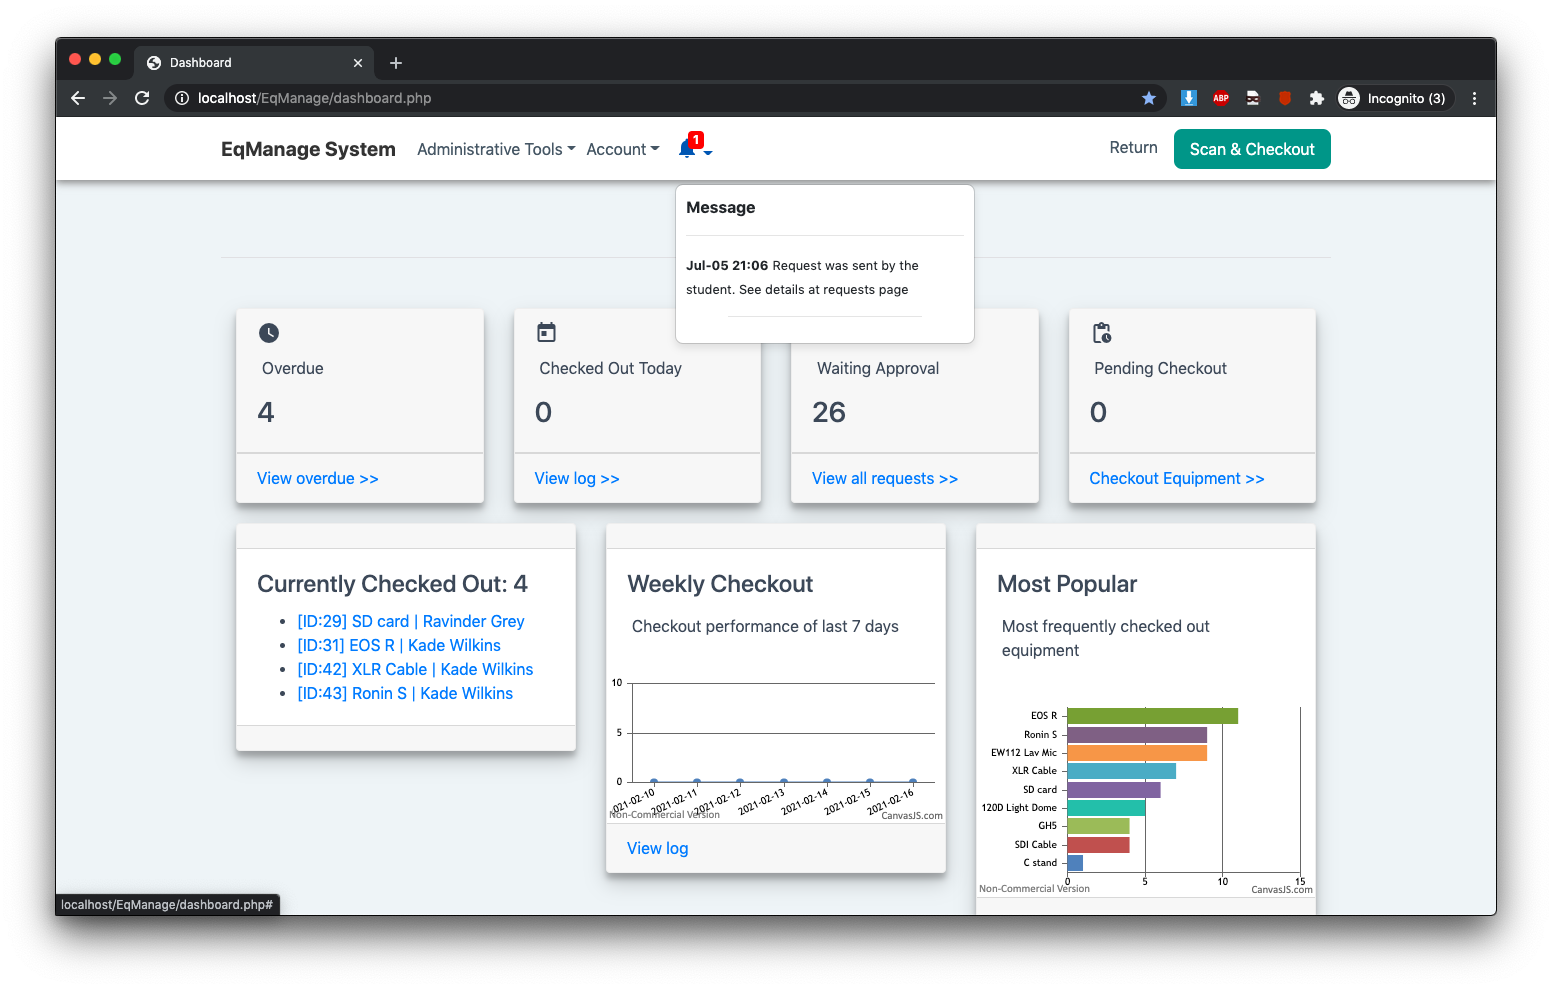 Dashboard
localhost/EqManage/dashboard.php
ABP
Incognito (3)
EqManage System
Administrative Tools
Account
1
Return
Scan & Checkout
Message
Jul-05 21:06 Request was sent by the
student. See details at requests page
Overdue
4
View overdue >>
Checked Out Today
0
View log >>
Waiting Approval
26
View all requests >>
Pending Checkout
0
Checkout Equipment >>
Currently Checked Out: 4
[ID:29] SD card | Ravinder Grey
[ID:31] EOS R | Kade Wilkins
[ID:42] XLR Cable | Kade Wilkins
[ID:43] Ronin S | Kade Wilkins
Weekly Checkout
Checkout performance of last 7 days
10
5
0
2021-02-11
2021-02-12
2021-02-13
2021-02-14
2021-02-15
2021-02-16
Non-Commercial Version
CanvasJS.com
View log
Most Popular
Most frequently checked out
equipment
EOS R
Ronin S
EW112 Lav Mic
XLR Cable
SD card
120D Light Dome
GH5
SDI Cable
C stand
0
5
10
15
Non-Commercial Version
CanvasJS.com
localhost/EqManage/dashboard.php#